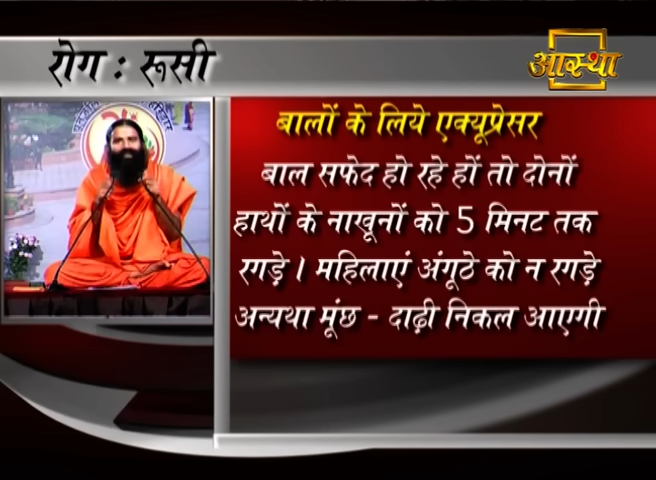 रोग : रूसी
आस्था
बालों के लिये एक्यूप्रेसर
बाल सफेद हो रहे हों तो दोनों
हाथों के नाखूनों को 5 मिनट तक
रगड़े । महिलाएं अंगूठे को न रगड़े
अन्यथा मूंछ - दाढ़ी निकल आएगी